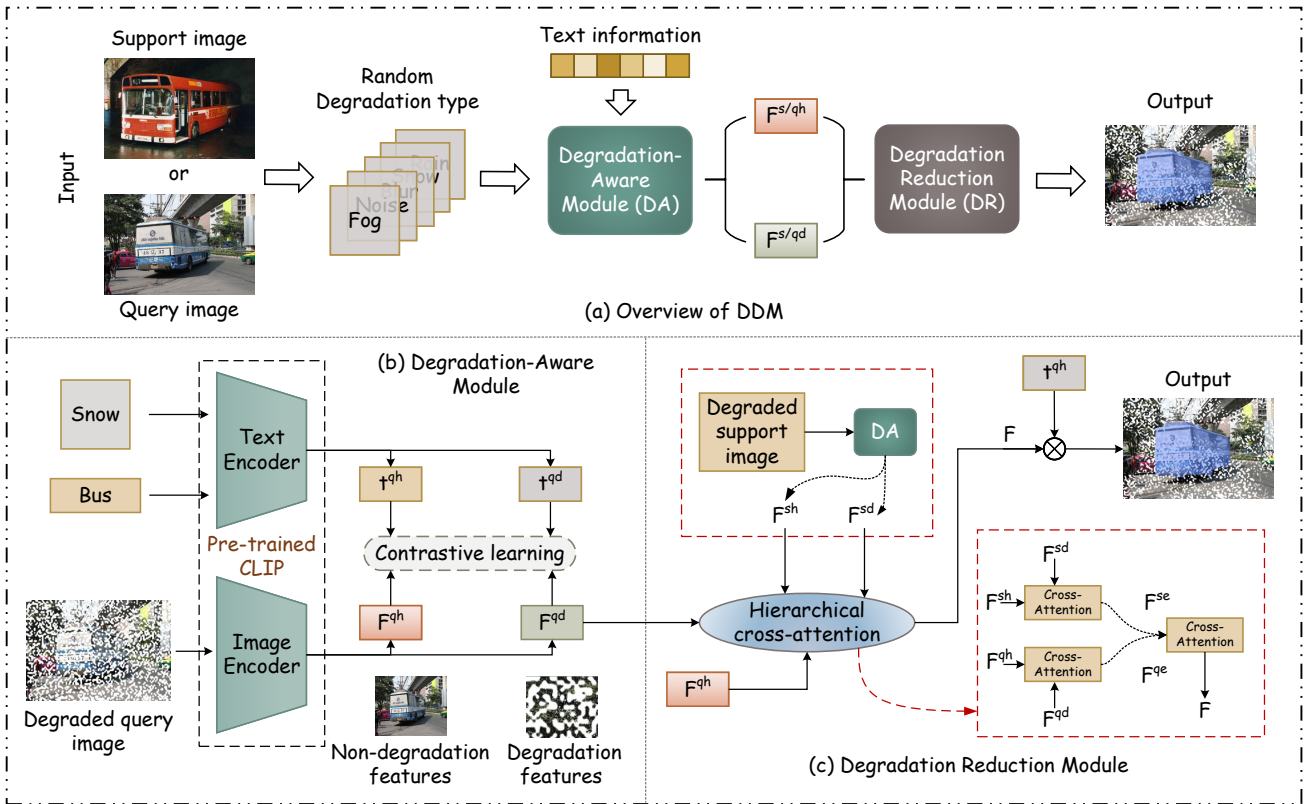 Support image
Text information
Random
Degradation type
Output
Input
or
Rain
Snow
Blur
Noise
Fog
Degradation-
Aware
Module (DA)
F^{s/qh}
F^{s/qd}
Degradation
Reduction
Module (DR)
Query image
(a) Overview of DDM
(b) Degradation-Aware
Module
Snow
Bus
Text
Encoder
Pre-trained
CLIP
Image
Encoder
t^{qh}
t^{qd}
Contrastive learning
F^{qh}
F^{qd}
Degraded query
image
Non-degradation
features
Degradation
features
Degraded
support
image
DA
F^{sh}
F^{sd}
Hierarchical
cross-attention
F^{qh}
F
t^{qh}
Output
F^{sd}
F^{sh}
Cross-
Attention
F^{se}
Cross-
Attention
F^{qh}
Cross-
Attention
F^{qe}
F^{qd}
F
(c) Degradation Reduction Module